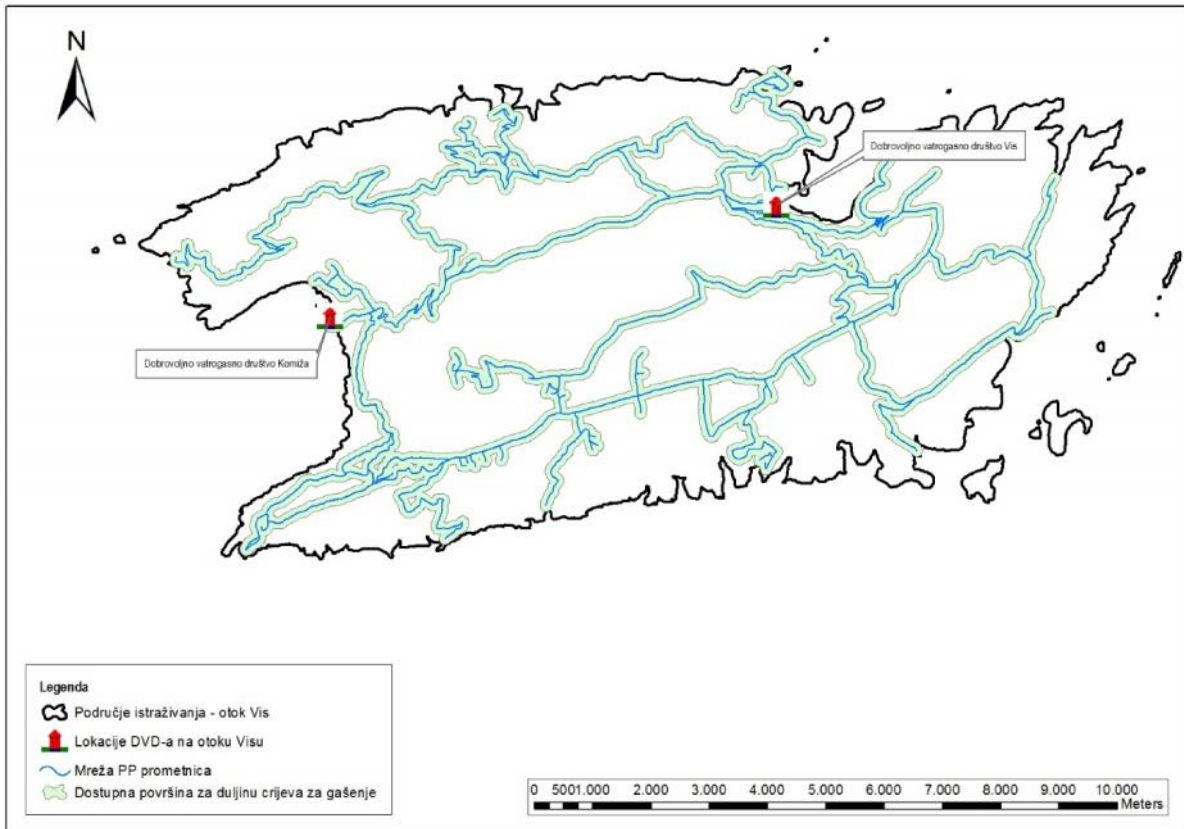 N
Dobrovoljno vatrogasno društvo Vis
Dobrovoljno vatrogasno društvo Komiža
Legenda
Područje istraživanja - otok Vis
Lokacije DVD-a na otoku Visu
Mreža PP prometnica
Dostupna površina za duljinu crijeva za gašenje
0 5001.000 2.000 3.000 4.000 5.000 6.000 7.000 8.000 9.000 10.000
Meters